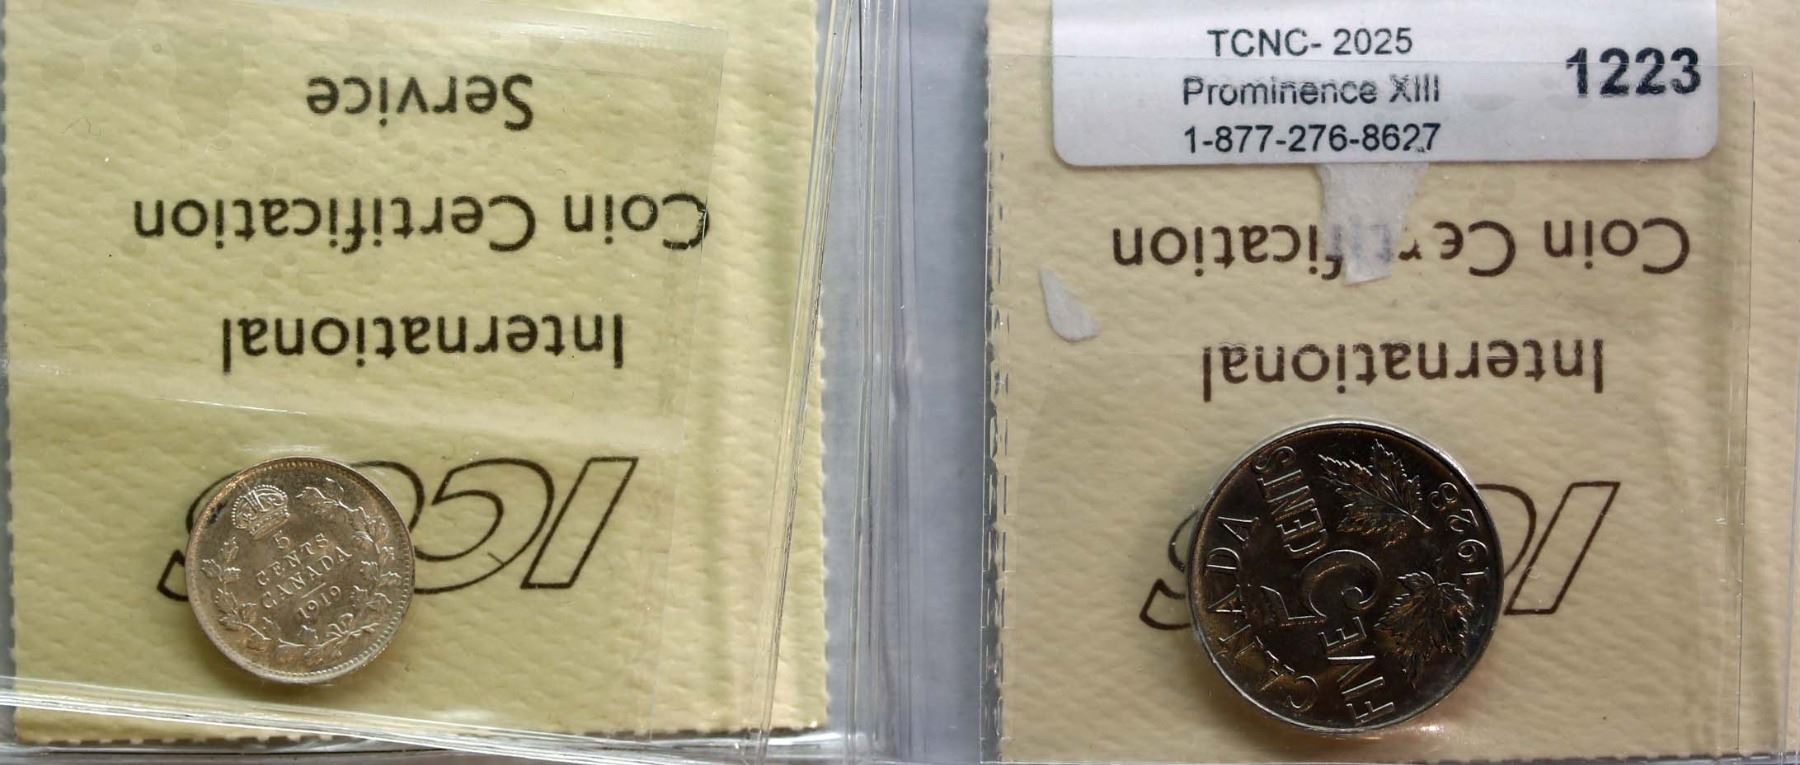 International
Coin Certification
Service
ICCS
5
CENTS
CANADA
1919
TCNC- 2025
Prominence XIII
1-877-276-8627
1223
International
Coin Certification
CANADA
FIVE 5 CENTS
1928